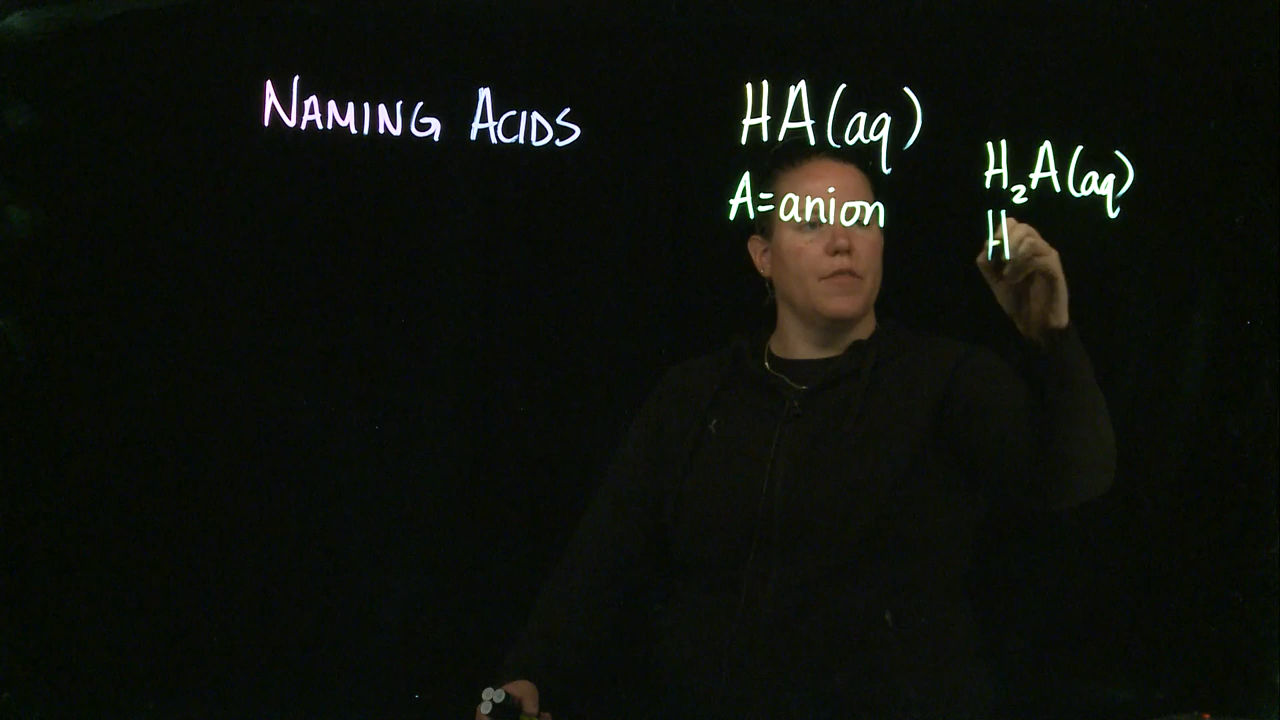 NAMING ACIDS
HA(aq)
A=anion
H₂A(aq)
H